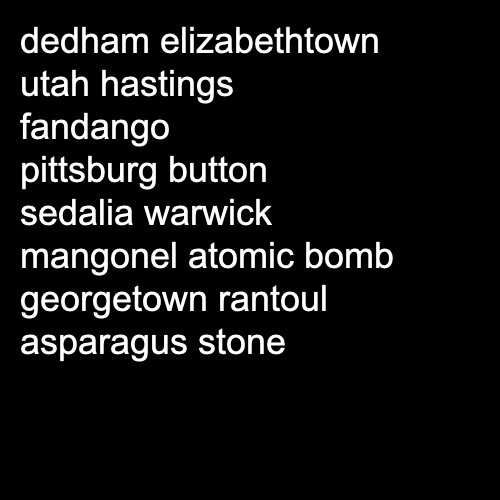 dedham elizabethtown
utah hastings
fandango
pittsburg button
sedalia warwick
mangonel atomic bomb
georgetown rantoul
asparagus stone